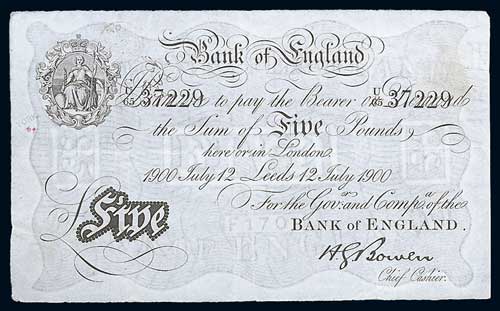 Bank of England
U/65 37229 to pay the Bearer on Demand U/65 37229
the Sum of Five Pounds
here or in London.
1900 July 12 Leeds 12 July 1900
For the Govr. and Compa. of the
BANK of ENGLAND.
£ Five
H G Bowen
Chief Cashier.